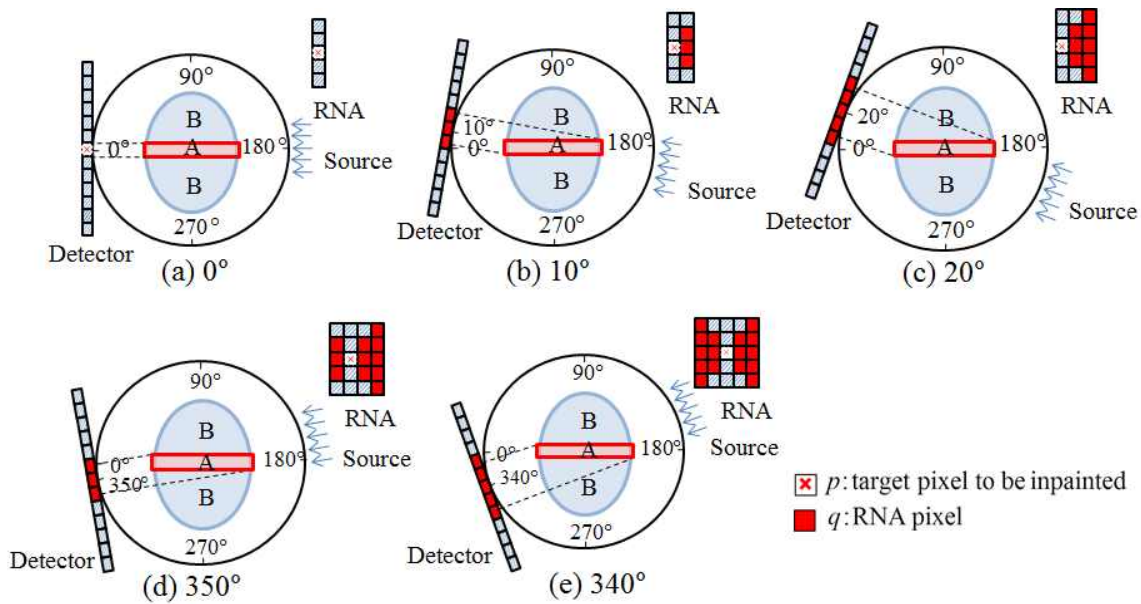 90°
B
0°
A
180°
B
270°
Detector
Source
RNA
(a) 0°
90°
B
10°
0°
A
180°
B
270°
Detector
Source
RNA
(b) 10°
90°
B
20°
0°
A
180°
B
270°
Detector
Source
RNA
(c) 20°
90°
B
0°
A
180°
350°
B
270°
Detector
Source
RNA
(d) 350°
90°
B
0°
A
180°
340°
B
270°
Detector
Source
RNA
(e) 340°
p:target pixel to be inpainted
q:RNA pixel